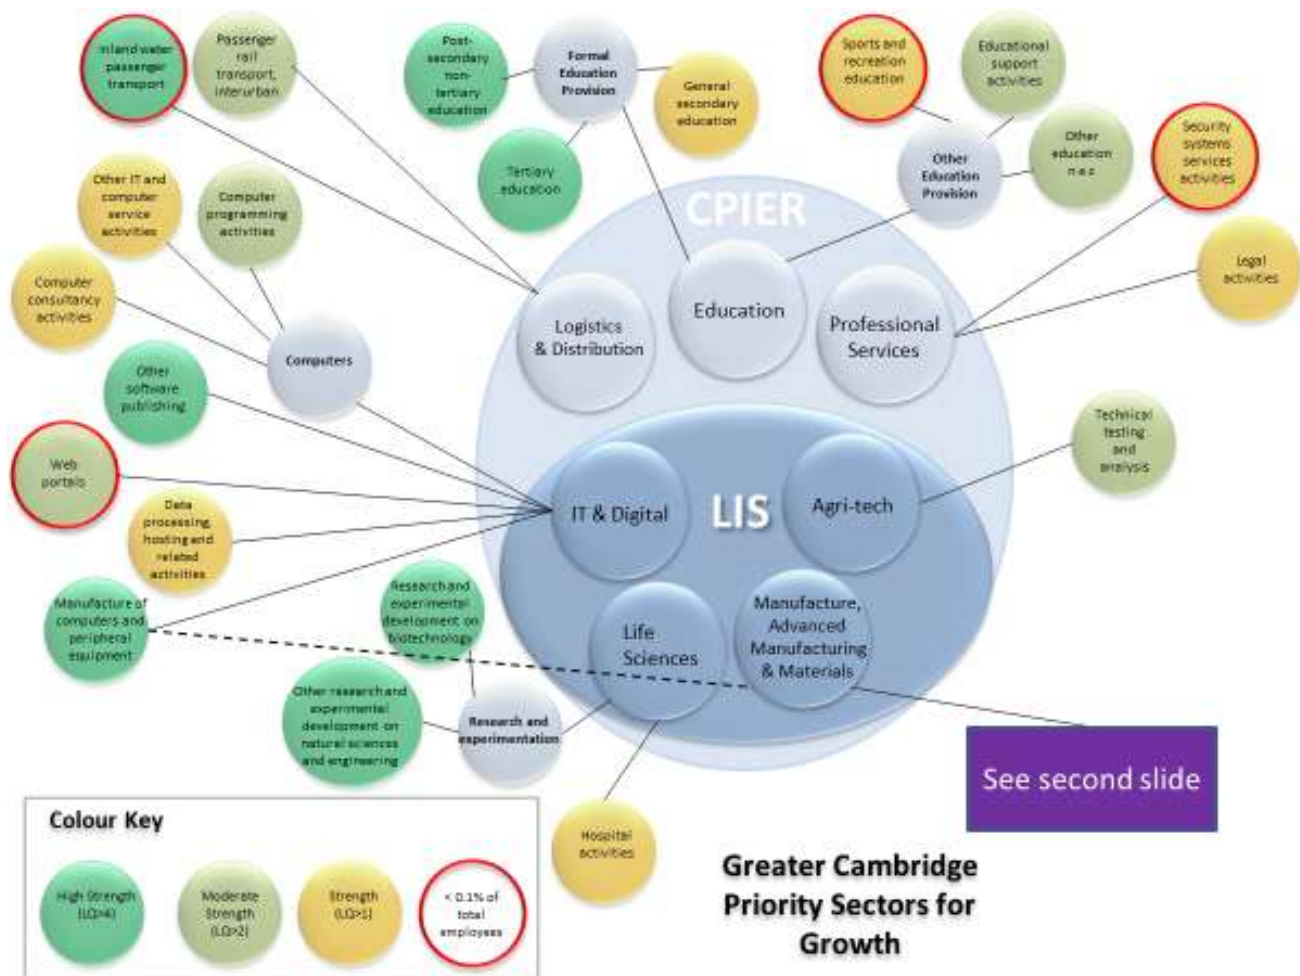 Inland water
passenger
transport
Passenger
rail
transport,
interurban
Post-
secondary
non-
tertiary
education
Formal
Education
Provision
General
secondary
education
Tertiary
education
Sports and
recreation
education
Educational
support
activities
Other
education
n e c
Other
Education
Provision
Security
systems
services
activities
Legal
activities
Other IT and
computer
service
activities
Computer
programming
activities
Computer
consultancy
activities
Computers
Other
software
publishing
Web
portals
Data
processing,
hosting and
related
activities
Manufacture of
computers and
peripheral
equipment
CPIER
Logistics
& Distribution
Education
Professional
Services
Technical
testing
and
analysis
IT & Digital
LIS
Agri-tech
Life
Sciences
Manufacture,
Advanced
Manufacturing
& Materials
Research and
experimental
development on
biotechnology
Other research and
experimental
development on
natural sciences
and engineering
Research and
experimentation
Hospital
activities
See second slide
Colour Key
High Strength
(LQ>4)
Moderate
Strength
(LQ>2)
Strength
(LQ>1)
< 0.1% of
total
employees
Greater Cambridge
Priority Sectors for
Growth